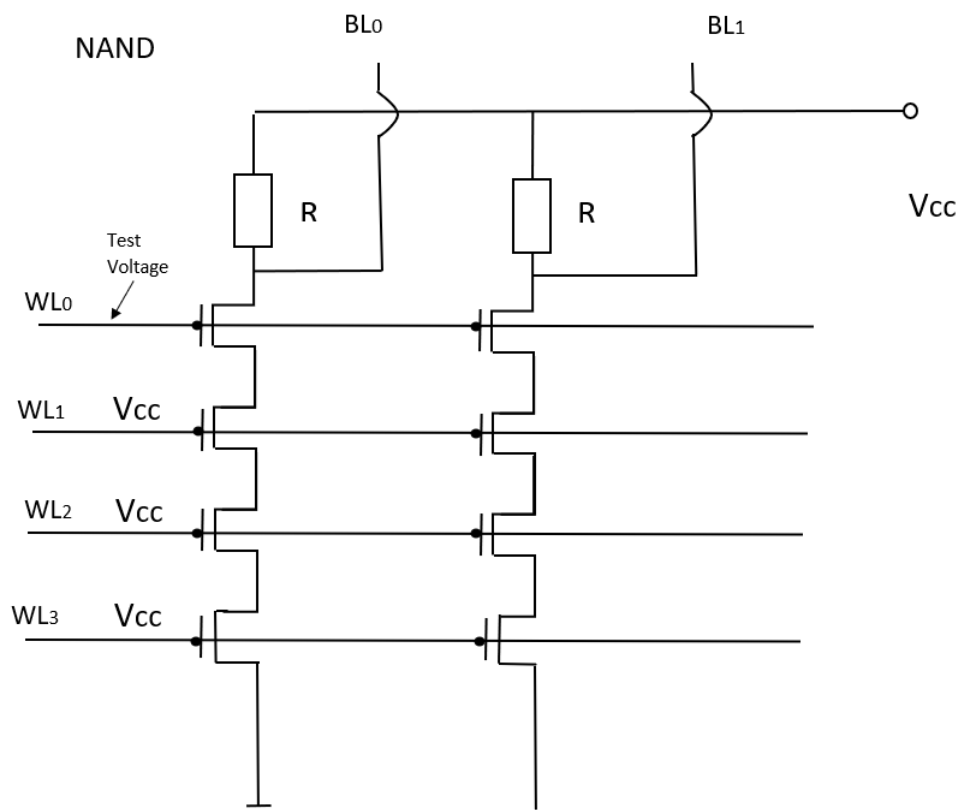 BL0
BL1
NAND
R
R
Vcc
Test
Voltage
WL0
WL1 Vcc
WL2 Vcc
WL3 Vcc